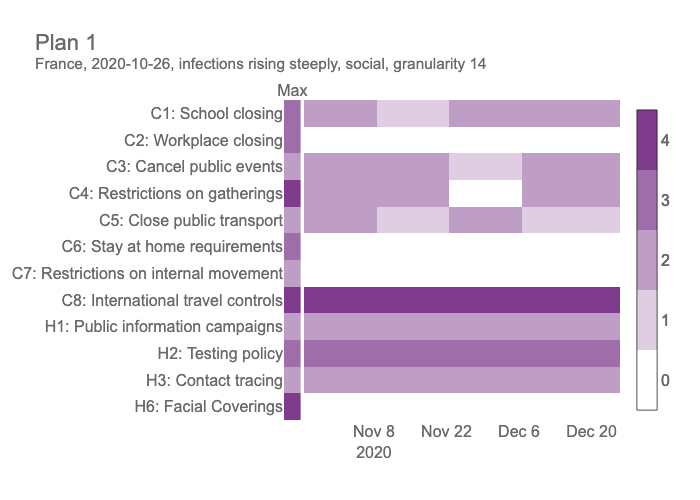 Plan 1
France, 2020-10-26, infections rising steeply, social, granularity 14
Max
C1: School closing
C2: Workplace closing
C3: Cancel public events
C4: Restrictions on gatherings
C5: Close public transport
C6: Stay at home requirements
C7: Restrictions on internal movement
C8: International travel controls
H1: Public information campaigns
H2: Testing policy
H3: Contact tracing
H6: Facial Coverings
4
3
2
1
0
Nov 8 Nov 22 Dec 6 Dec 20
2020